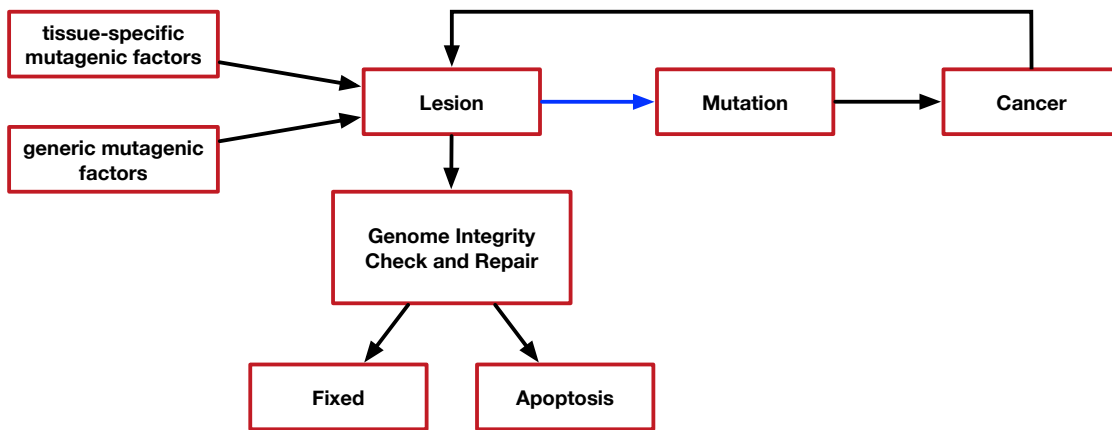 tissue-specific
mutagenic factors
Lesion
Mutation
Cancer
generic mutagenic
factors
Genome Integrity
Check and Repair
Fixed
Apoptosis